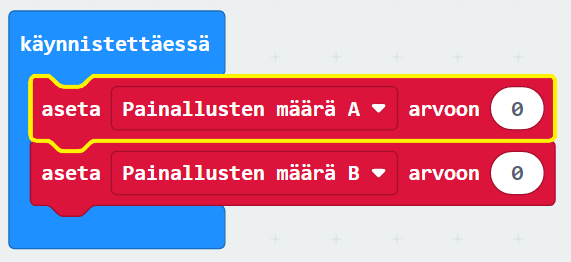 käynnistettäessä
aseta Painallusten määrä A arvoon 0
aseta Painallusten määrä B arvoon 0